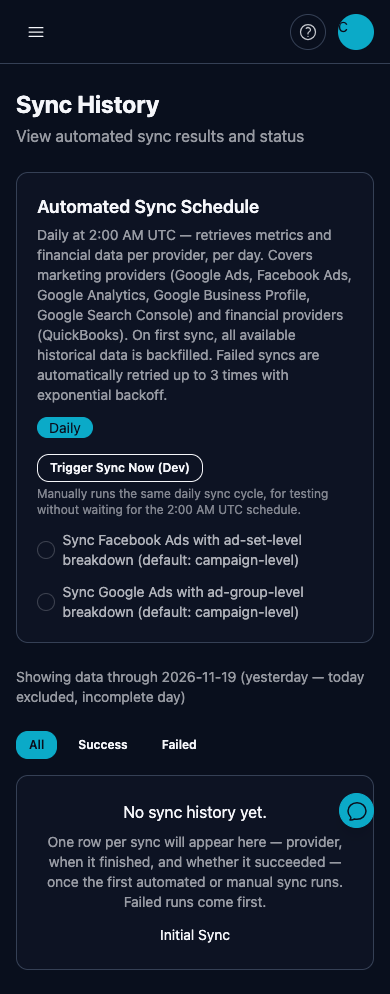 C
Sync History
View automated sync results and status
Automated Sync Schedule
Daily at 2:00 AM UTC — retrieves metrics and
financial data per provider, per day. Covers
marketing providers (Google Ads, Facebook Ads,
Google Analytics, Google Business Profile,
Google Search Console) and financial providers
(QuickBooks). On first sync, all available
historical data is backfilled. Failed syncs are
automatically retried up to 3 times with
exponential backoff.
Daily
Trigger Sync Now (Dev)
Manually runs the same daily sync cycle, for testing
without waiting for the 2:00 AM UTC schedule.
Sync Facebook Ads with ad-set-level
breakdown (default: campaign-level)
Sync Google Ads with ad-group-level
breakdown (default: campaign-level)
Showing data through 2026-11-19 (yesterday — today
excluded, incomplete day)
All Success Failed
No sync history yet.
One row per sync will appear here — provider,
when it finished, and whether it succeeded —
once the first automated or manual sync runs.
Failed runs come first.
Initial Sync